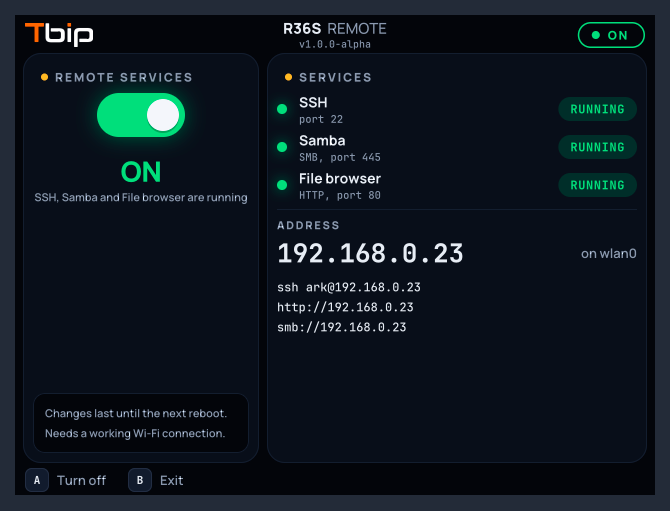 Tbip
R36S REMOTE
v1.0.0-alpha
ON
REMOTE SERVICES
ON
SSH, Samba and File browser are running
Changes last until the next reboot.
Needs a working Wi-Fi connection.
SERVICES
SSH
port 22
RUNNING
Samba
SMB, port 445
RUNNING
File browser
HTTP, port 80
RUNNING
ADDRESS
192.168.0.23 on wlan0
ssh ark@192.168.0.23
http://192.168.0.23
smb://192.168.0.23
A Turn off B Exit